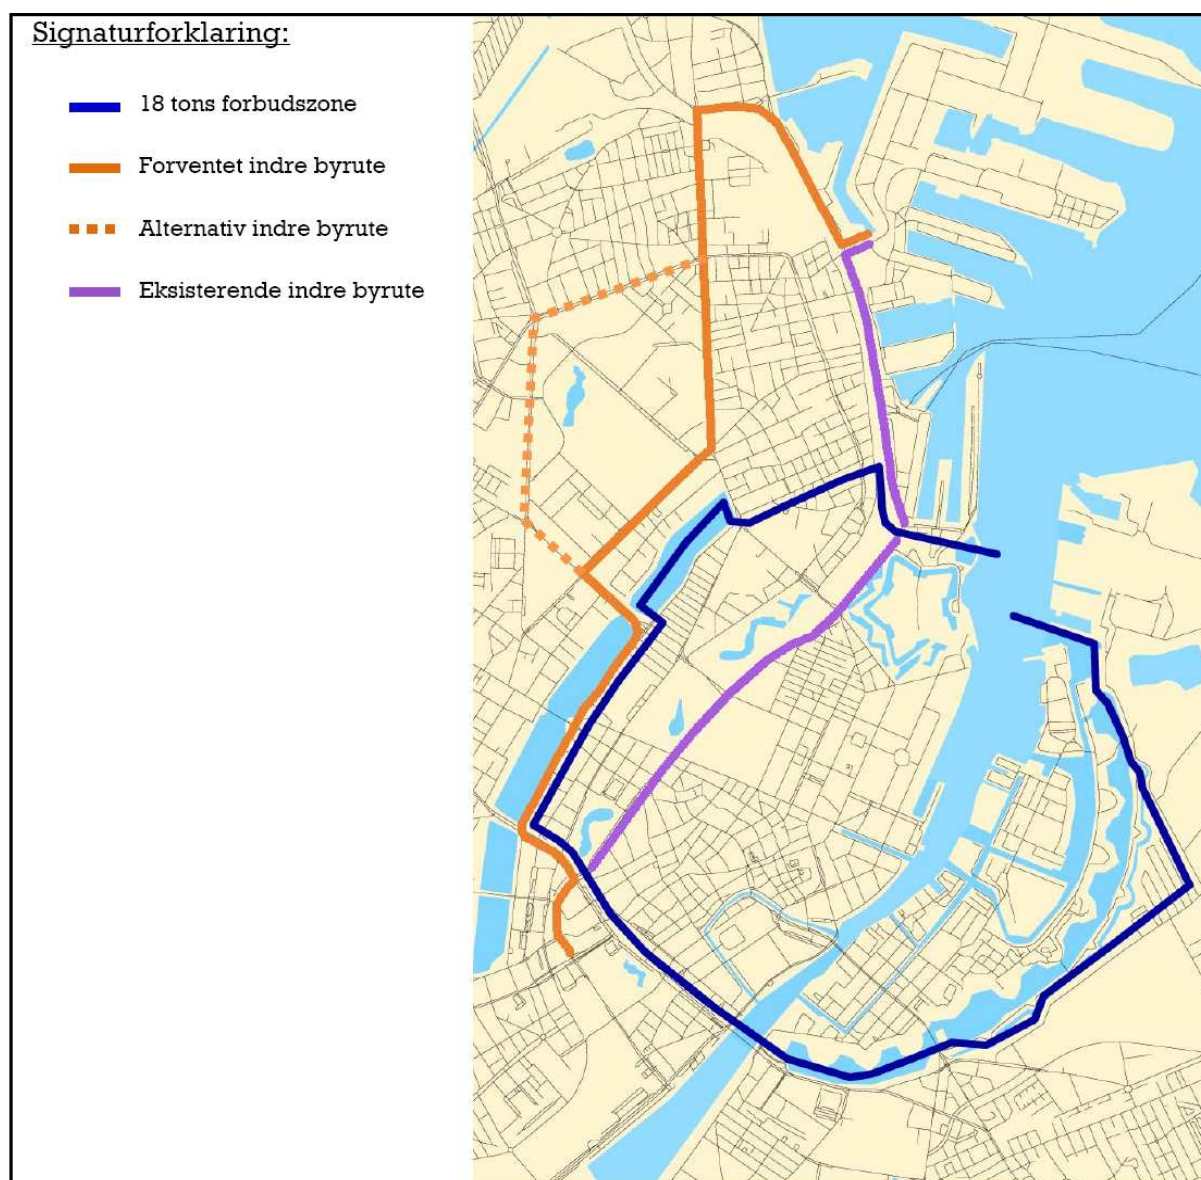 Signaturforklaring:
18 tons forbudszone
Forventet indre byrute
Alternativ indre byrute
Eksisterende indre byrute